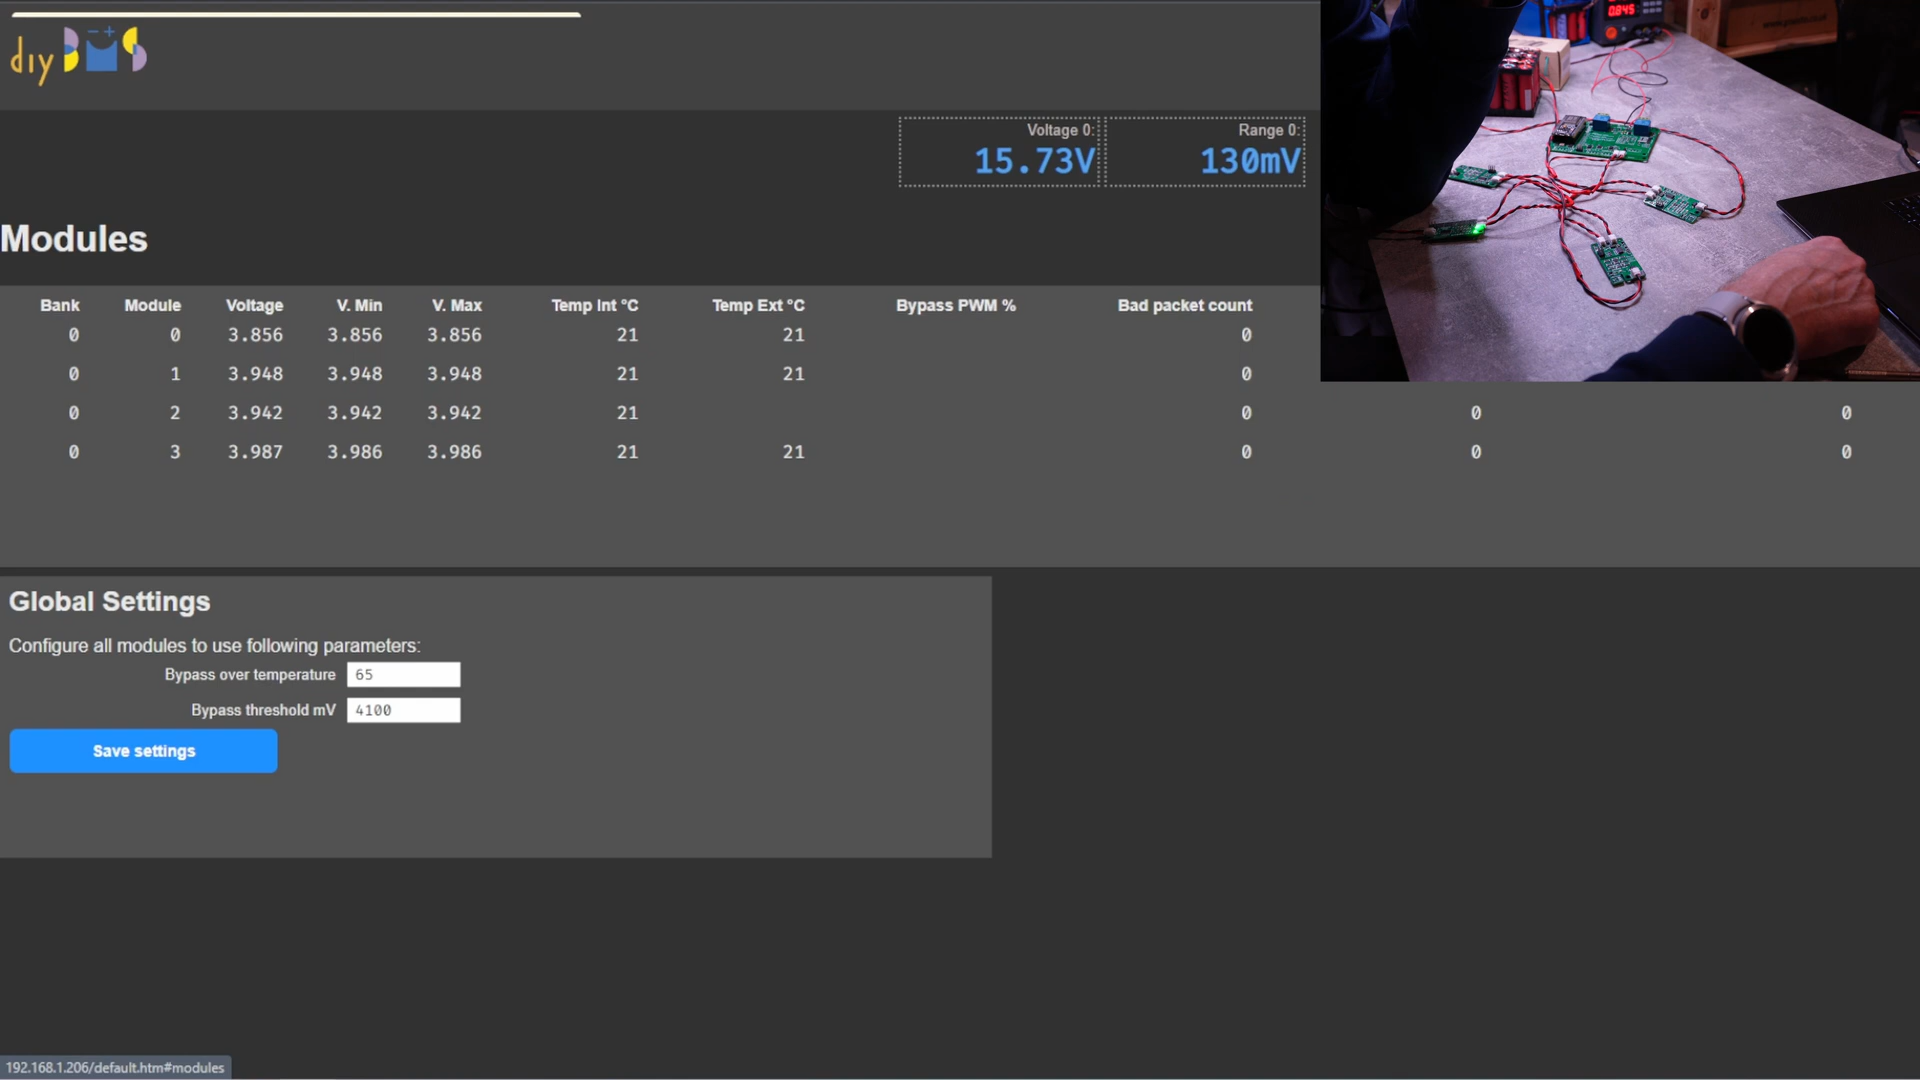 diyBMS
0.845
Voltage 0:
15.73V
Range 0:
130mV
Modules
Bank Module Voltage V. Min V. Max Temp Int °C Temp Ext °C Bypass PWM % Bad packet count
0 0 3.856 3.856 3.856 21 21 0
0 1 3.948 3.948 3.948 21 21 0
0 2 3.942 3.942 3.942 21 0 0 0
0 3 3.987 3.986 3.986 21 21 0 0 0
Global Settings
Configure all modules to use following parameters:
Bypass over temperature 65
Bypass threshold mV 4100
Save settings
192.168.1.206/default.htm#modules